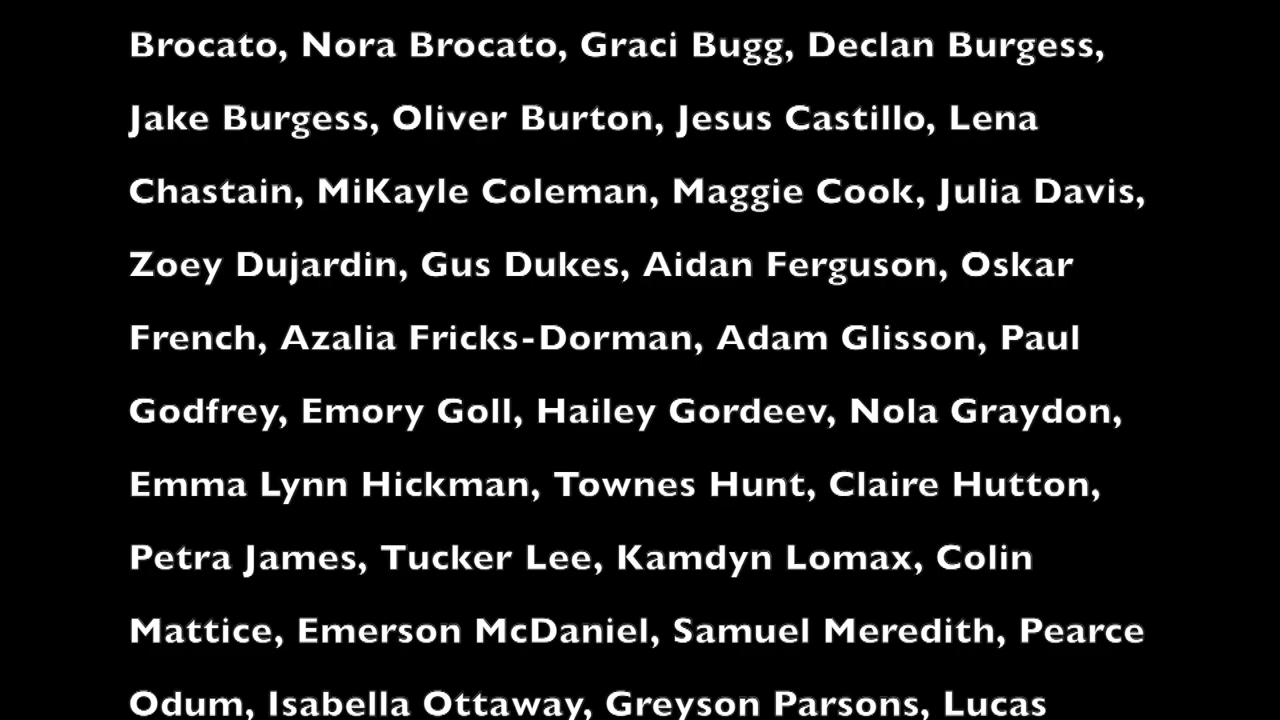 Brocato, Nora Brocato, Graci Bugg, Declan Burgess,
Jake Burgess, Oliver Burton, Jesus Castillo, Lena
Chastain, MiKayle Coleman, Maggie Cook, Julia Davis,
Zoey Dujardin, Gus Dukes, Aidan Ferguson, Oskar
French, Azalia Fricks-Dorman, Adam Glisson, Paul
Godfrey, Emory Goll, Hailey Gordeev, Nola Graydon,
Emma Lynn Hickman, Townes Hunt, Claire Hutton,
Petra James, Tucker Lee, Kamdyn Lomax, Colin
Mattice, Emerson McDaniel, Samuel Meredith, Pearce
Odum, Isabella Ottaway, Greyson Parsons, Lucas